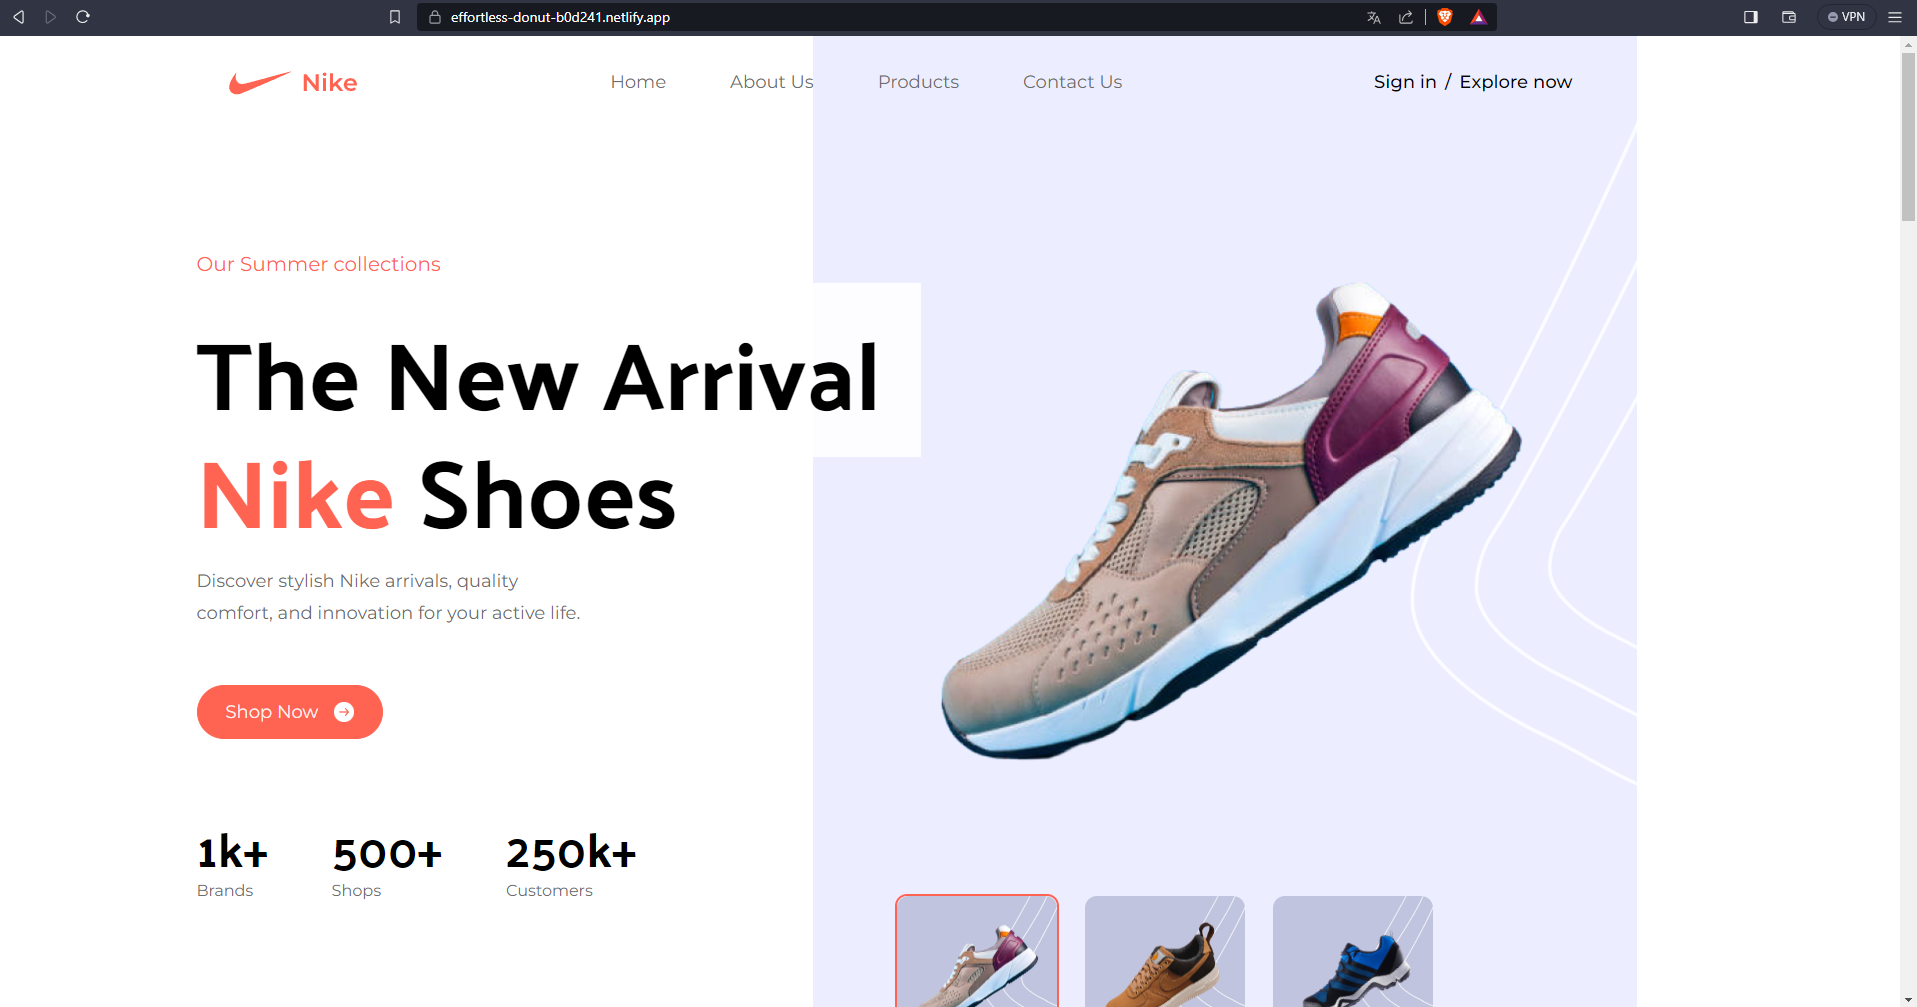 effortless-donut-b0d241.netlify.app
VPN
Nike
Home
About Us
Products
Contact Us
Sign in / Explore now
Our Summer collections
The New Arrival
Nike Shoes
Discover stylish Nike arrivals, quality
comfort, and innovation for your active life.
Shop Now
1k+
Brands
500+
Shops
250k+
Customers